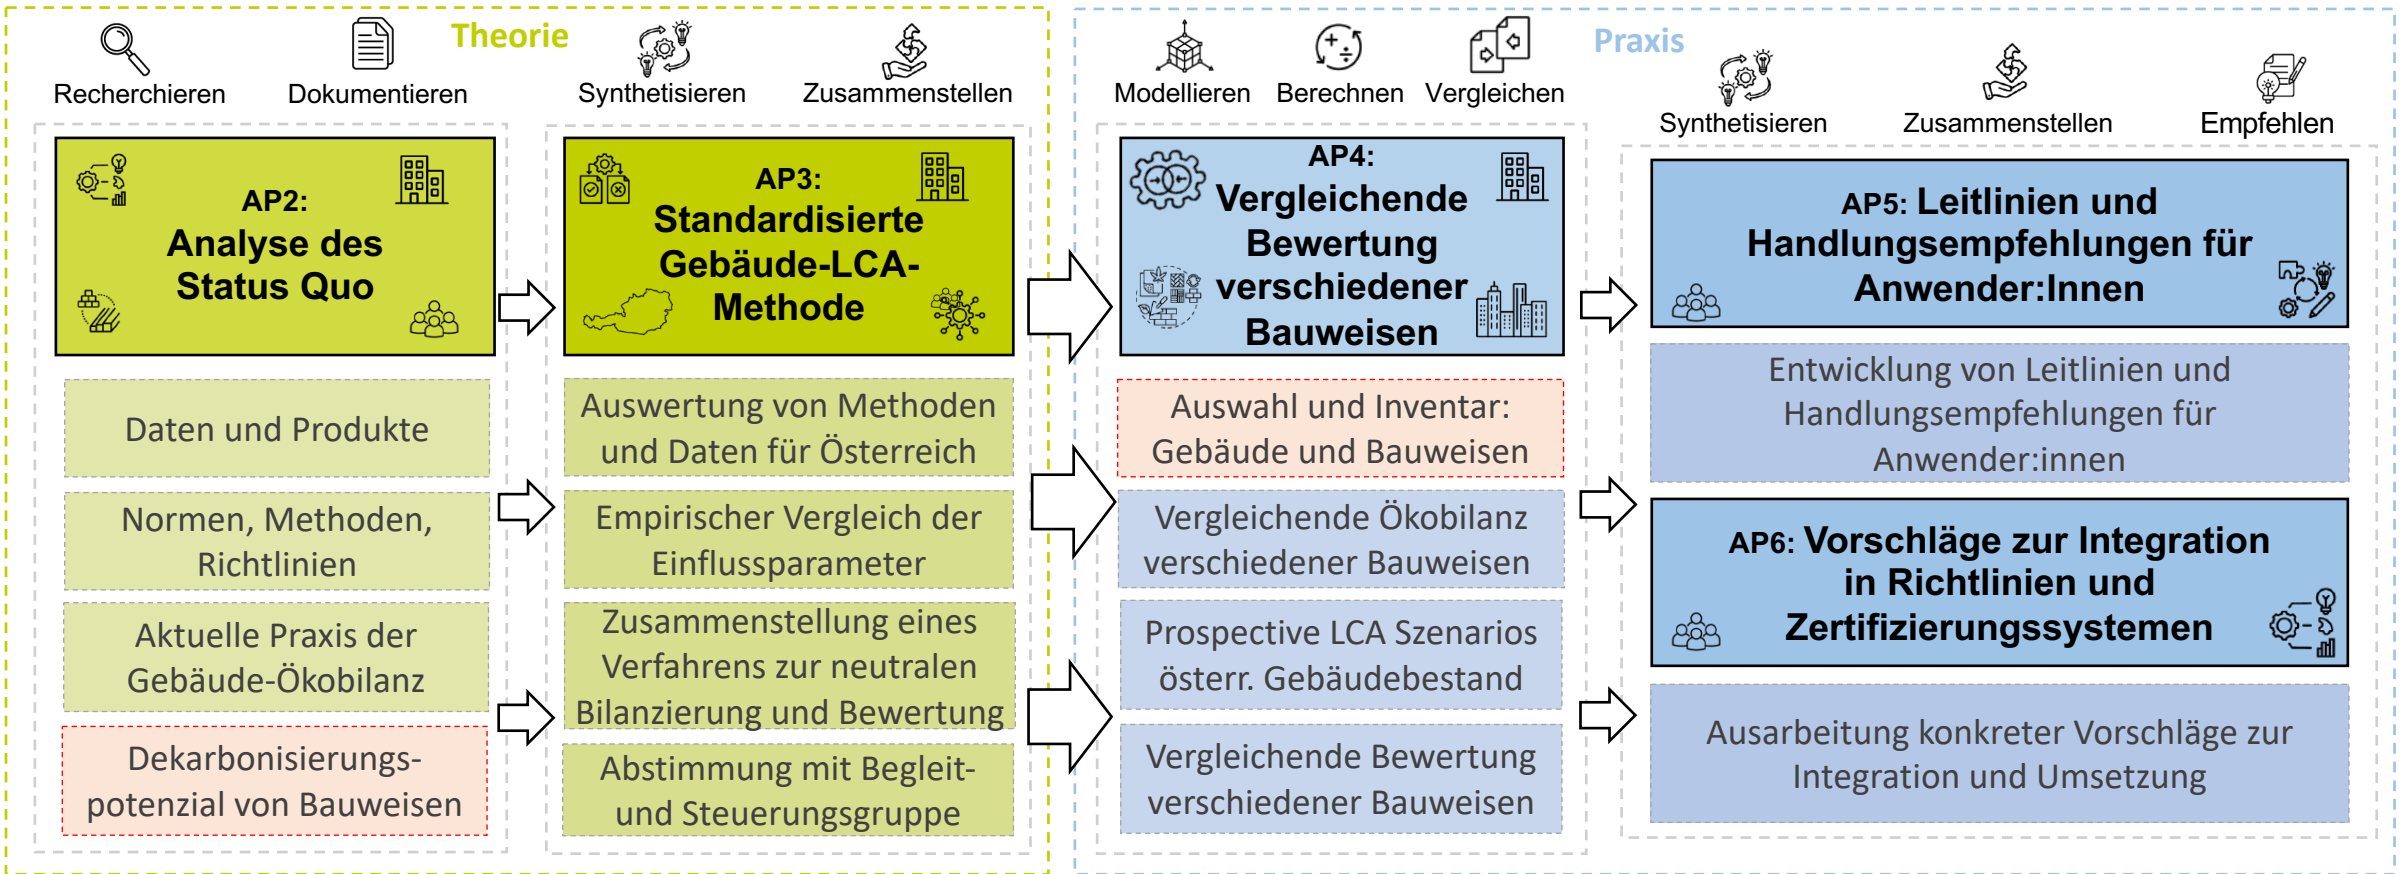 Theorie
Recherchieren
Dokumentieren
Synthetisieren
Zusammenstellen
AP2:
Analyse des
Status Quo
Daten und Produkte
Normen, Methoden,
Richtlinien
Aktuelle Praxis der
Gebäude-Ökobilanz
Dekarbonisierungs-
potenzial von Bauweisen
AP3:
Standardisierte
Gebäude-LCA-
Methode
Auswertung von Methoden
und Daten für Österreich
Empirischer Vergleich der
Einflussparameter
Zusammenstellung eines
Verfahrens zur neutralen
Bilanzierung und Bewertung
Abstimmung mit Begleit-
und Steuerungsgruppe
Praxis
Modellieren
Berechnen
Vergleichen
Synthetisieren
Zusammenstellen
Empfehlen
AP4:
Vergleichende
Bewertung
verschiedener
Bauweisen
Auswahl und Inventar:
Gebäude und Bauweisen
Vergleichende Ökobilanz
verschiedener Bauweisen
Prospective LCA Szenarios
österr. Gebäudebestand
Vergleichende Bewertung
verschiedener Bauweisen
AP5: Leitlinien und
Handlungsempfehlungen für
Anwender:Innen
Entwicklung von Leitlinien und
Handlungsempfehlungen für
Anwender:innen
AP6: Vorschläge zur Integration
in Richtlinien und
Zertifizierungssystemen
Ausarbeitung konkreter Vorschläge zur
Integration und Umsetzung